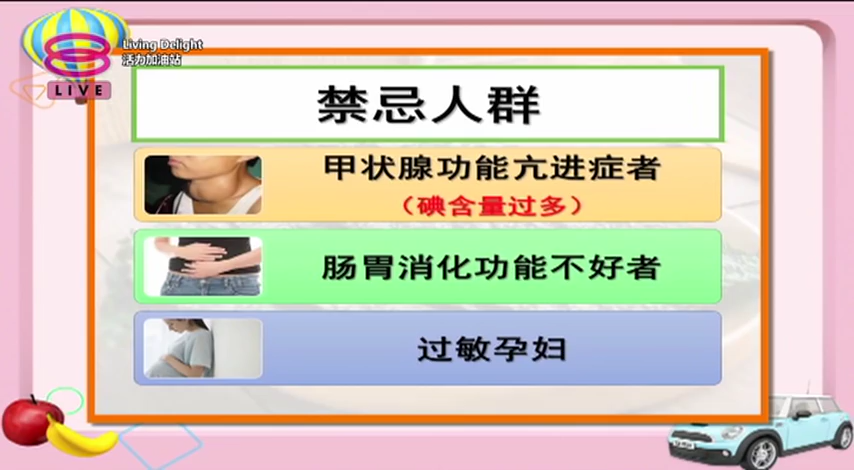 Living Delight
活力加油站
LIVE
禁忌人群
甲状腺功能亢进症者
（碘含量过多）
肠胃消化功能不好者
过敏孕妇